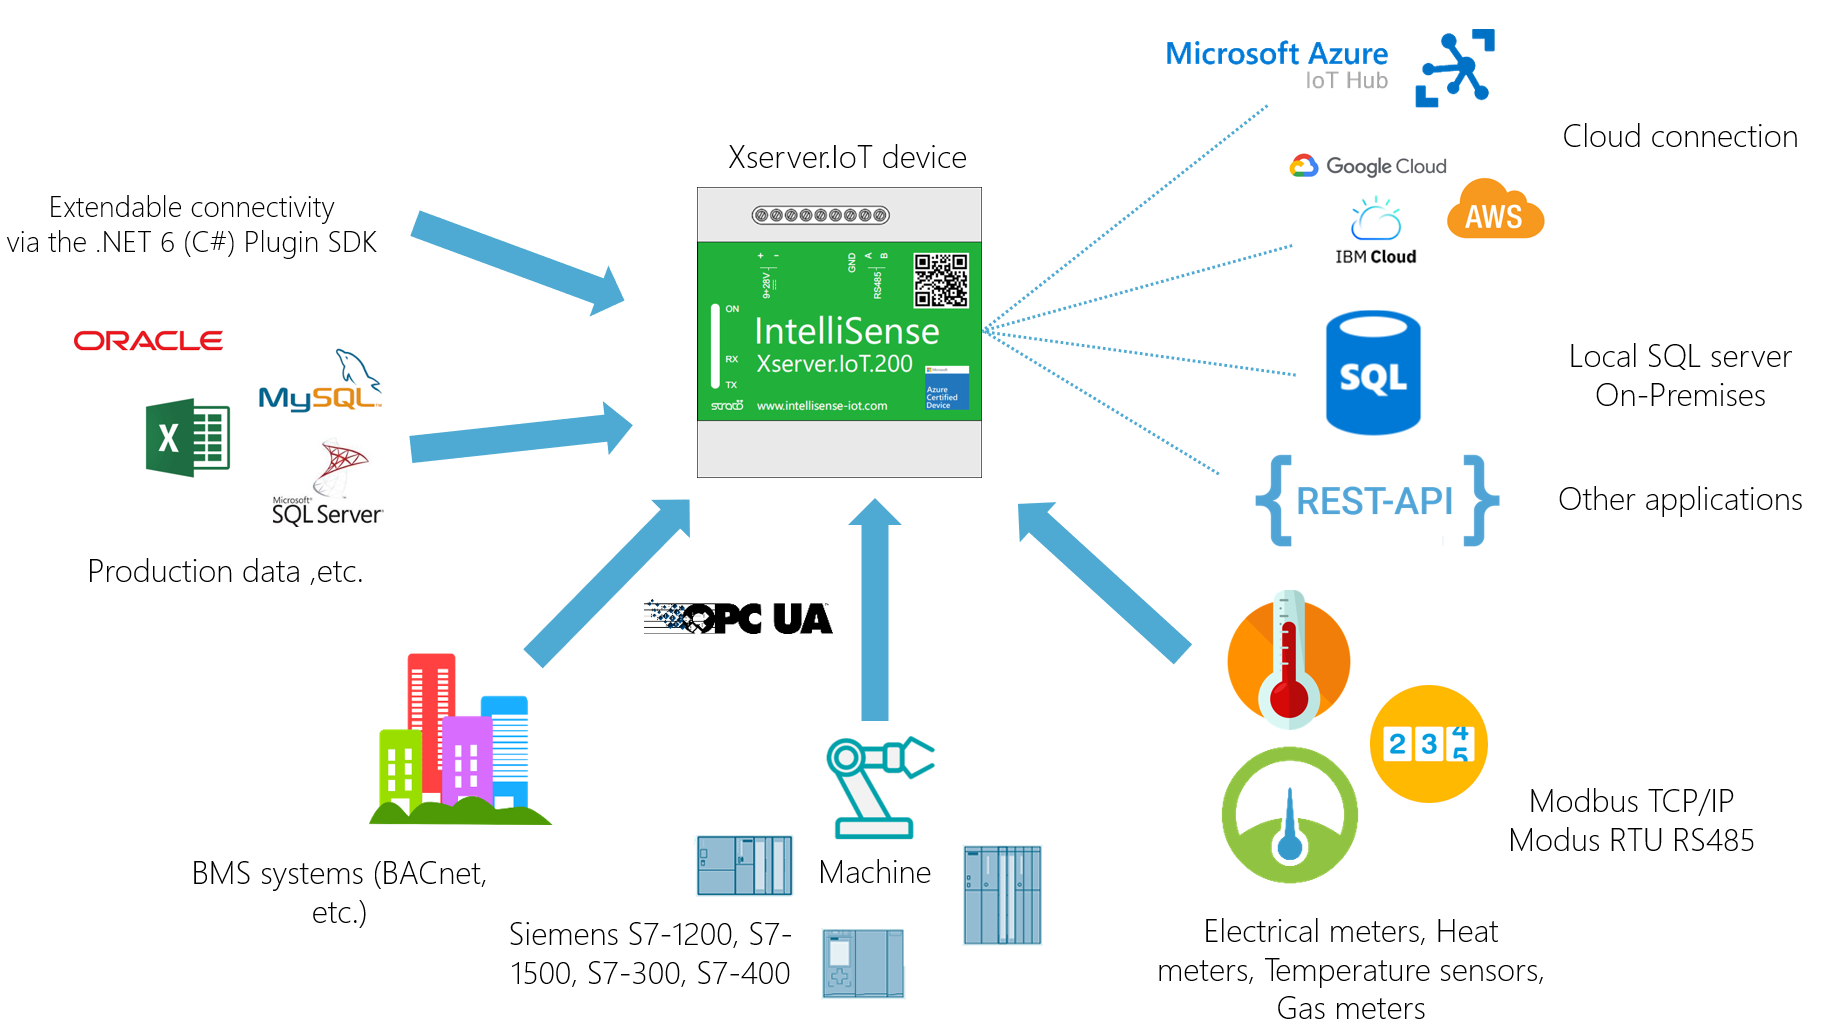 Microsoft Azure
IoT Hub
Cloud connection
Google Cloud
AWS
IBM Cloud
Xserver.IoT device
Extendable connectivity
via the .NET 6 (C#) Plugin SDK
+ -
9÷28V
GND
A B
RS485
ON
IntelliSense
RX
Xserver.IoT.200
TX
Microsoft
Azure
Certified
Device
stracó
www.intellisense-iot.com
ORACLE
MySQL
X
Microsoft®
SQL Server
Production data ,etc.
SQL
Local SQL server
On-Premises
{ REST-API }
Other applications
OPC UA
2 3 4
5
Modbus TCP/IP
Modus RTU RS485
BMS systems (BACnet,
etc.)
Machine
Siemens S7-1200, S7-
1500, S7-300, S7-400
Electrical meters, Heat
meters, Temperature sensors,
Gas meters